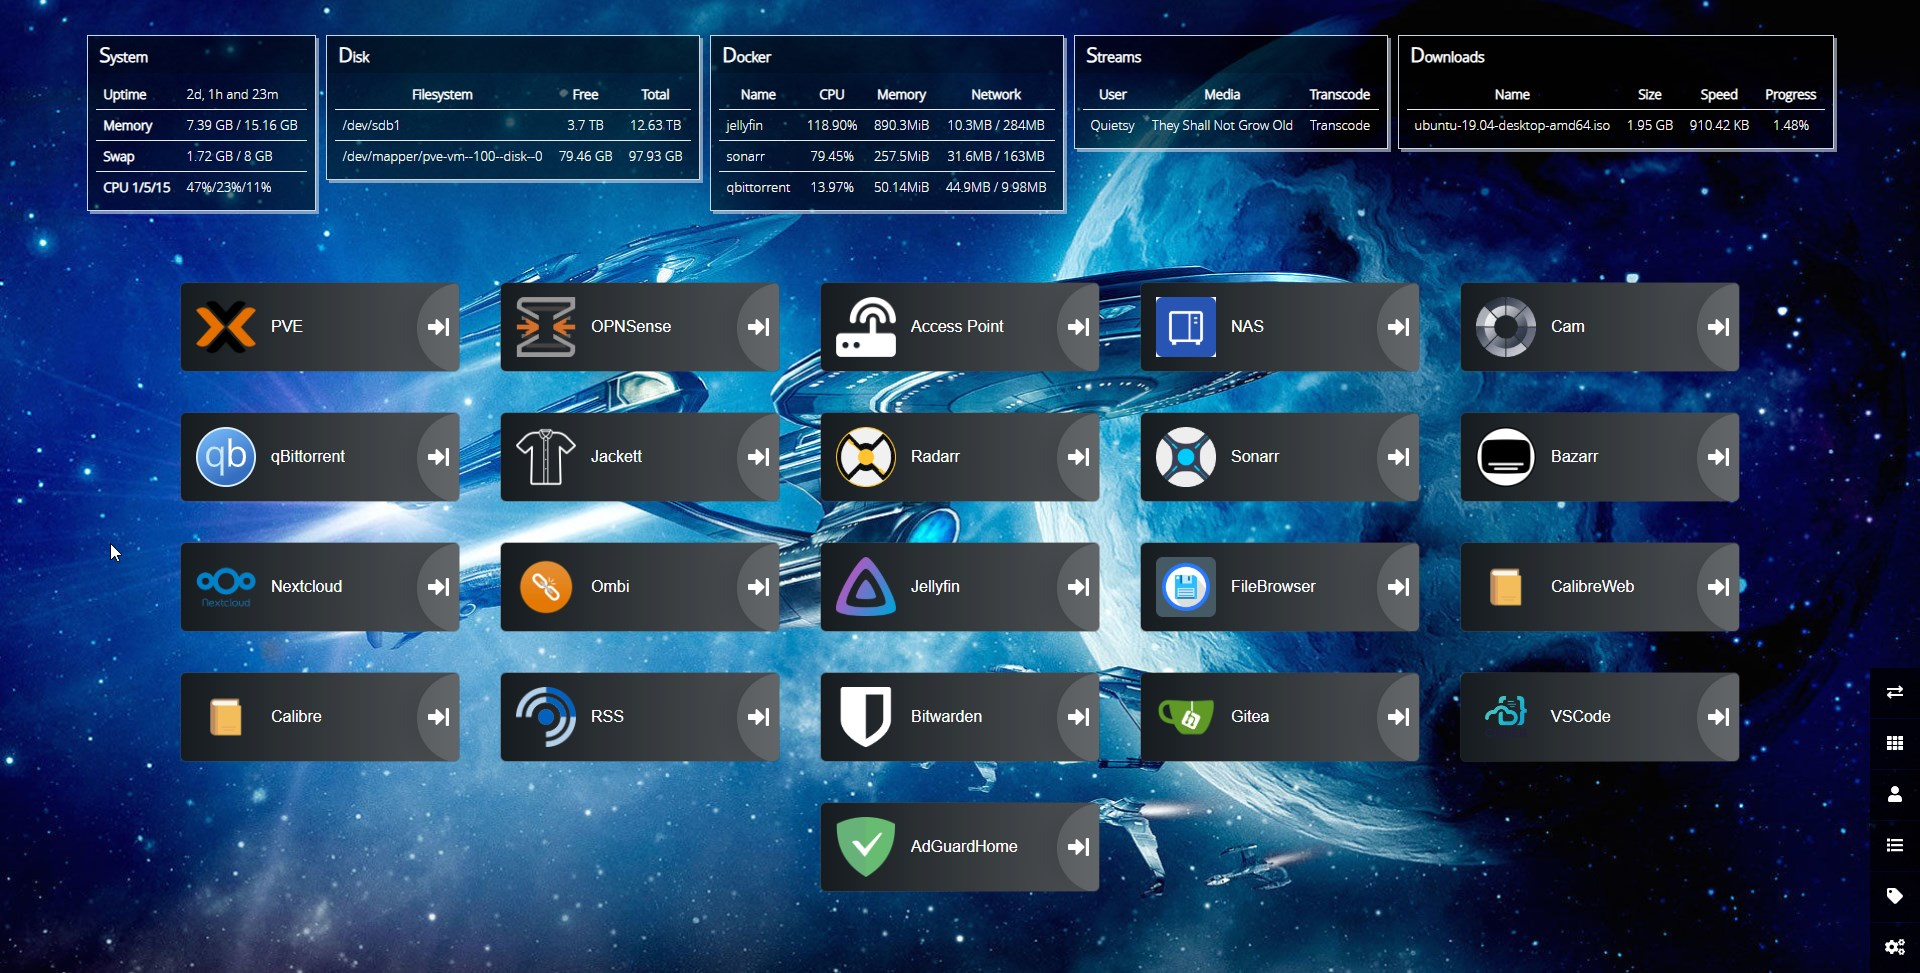 System
Uptime 2d, 1h and 23m
Memory 7.39 GB / 15.16 GB
Swap 1.72 GB / 8 GB
CPU 1/5/15 47%/23%/11%
Disk
Filesystem Free Total
/dev/sdb1 3.7 TB 12.63 TB
/dev/mapper/pve-vm--100--disk--0 79.46 GB 97.93 GB
Docker
Name CPU Memory Network
jellyfin 118.90% 890.3MiB 10.3MB / 284MB
sonarr 79.45% 257.5MiB 31.6MB / 163MB
qbittorrent 13.97% 50.14MiB 44.9MB / 9.98MB
Streams
User Media Transcode
Quietsy They Shall Not Grow Old Transcode
Downloads
Name Size Speed Progress
ubuntu-19.04-desktop-amd64.iso 1.95 GB 910.42 KB 1.48%
PVE
OPNSense
Access Point
NAS
Cam
qb
qBittorrent
Jackett
Radarr
Sonarr
Bazarr
Nextcloud
Nextcloud
Ombi
Jellyfin
FileBrowser
CalibreWeb
Calibre
RSS
Bitwarden
Gitea
VSCode
AdGuardHome